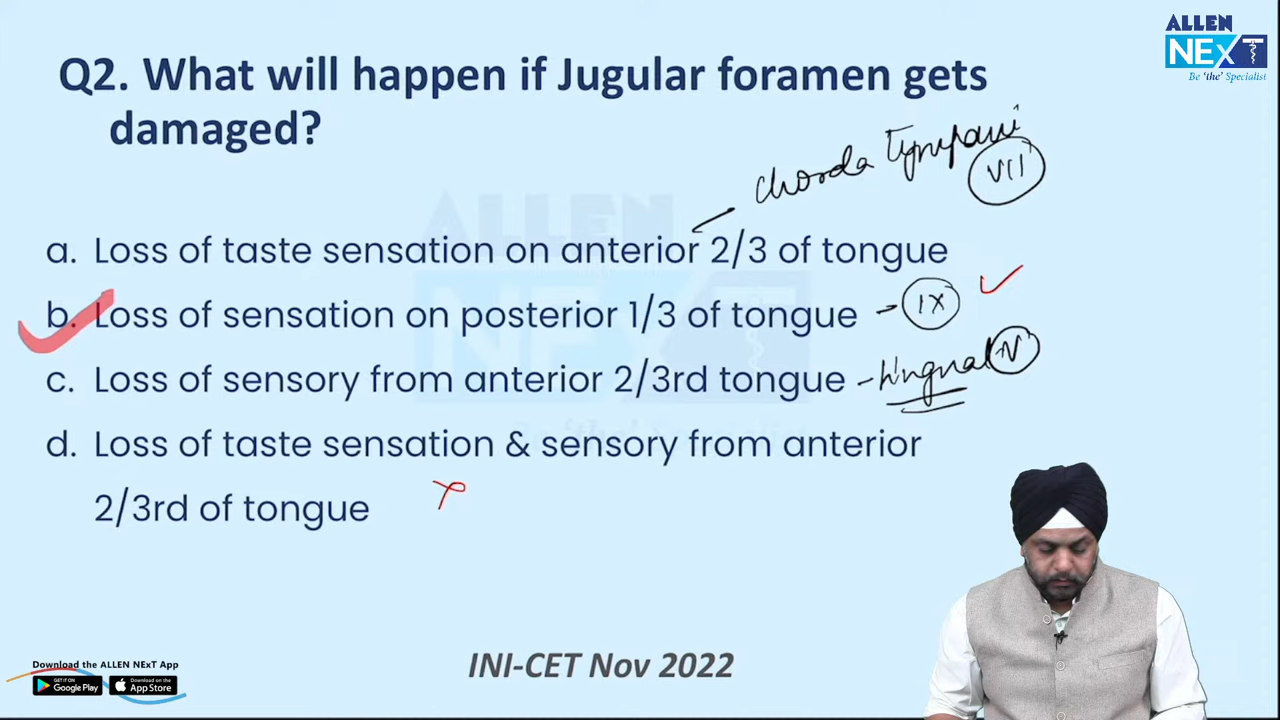 ALLEN
NEXT
Be 'the' Specialist
Q2. What will happen if Jugular foramen gets
damaged?
Chorda Tympani
VII
a. Loss of taste sensation on anterior 2/3 of tongue
b. Loss of sensation on posterior 1/3 of tongue - IX
c. Loss of sensory from anterior 2/3rd tongue - Lingual V
d. Loss of taste sensation & sensory from anterior
2/3rd of tongue
Download the ALLEN NExT App
GET IT ON Google Play
Download on the App Store
INI-CET Nov 2022